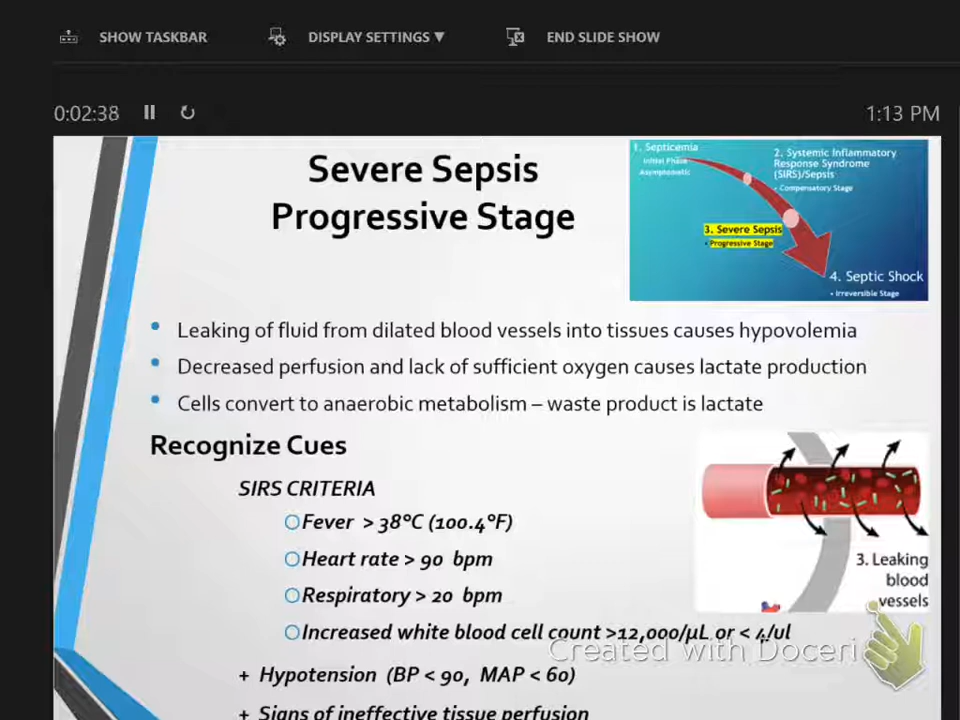 SHOW TASKBAR
DISPLAY SETTINGS ▼
END SLIDE SHOW
0:02:38
1:13 PM
Severe Sepsis
Progressive Stage
1. Septicemia
Initial Phase
Asymptomatic
2. Systemic Inflammatory
Response Syndrome
(SIRS)/Sepsis
• Compensatory Stage
3. Severe Sepsis
• Progressive Stage
4. Septic Shock
• Irreversible Stage
• Leaking of fluid from dilated blood vessels into tissues causes hypovolemia
• Decreased perfusion and lack of sufficient oxygen causes lactate production
• Cells convert to anaerobic metabolism – waste product is lactate
Recognize Cues
SIRS CRITERIA
Fever > 38°C (100.4°F)
Heart rate > 90 bpm
Respiratory > 20 bpm
Increased white blood cell count >12,000/µL or < 4/ul
+ Hypotension (BP < 90, MAP < 60)
+ Signs of ineffective tissue perfusion
3. Leaking
blood
vessels
Created with Doceri